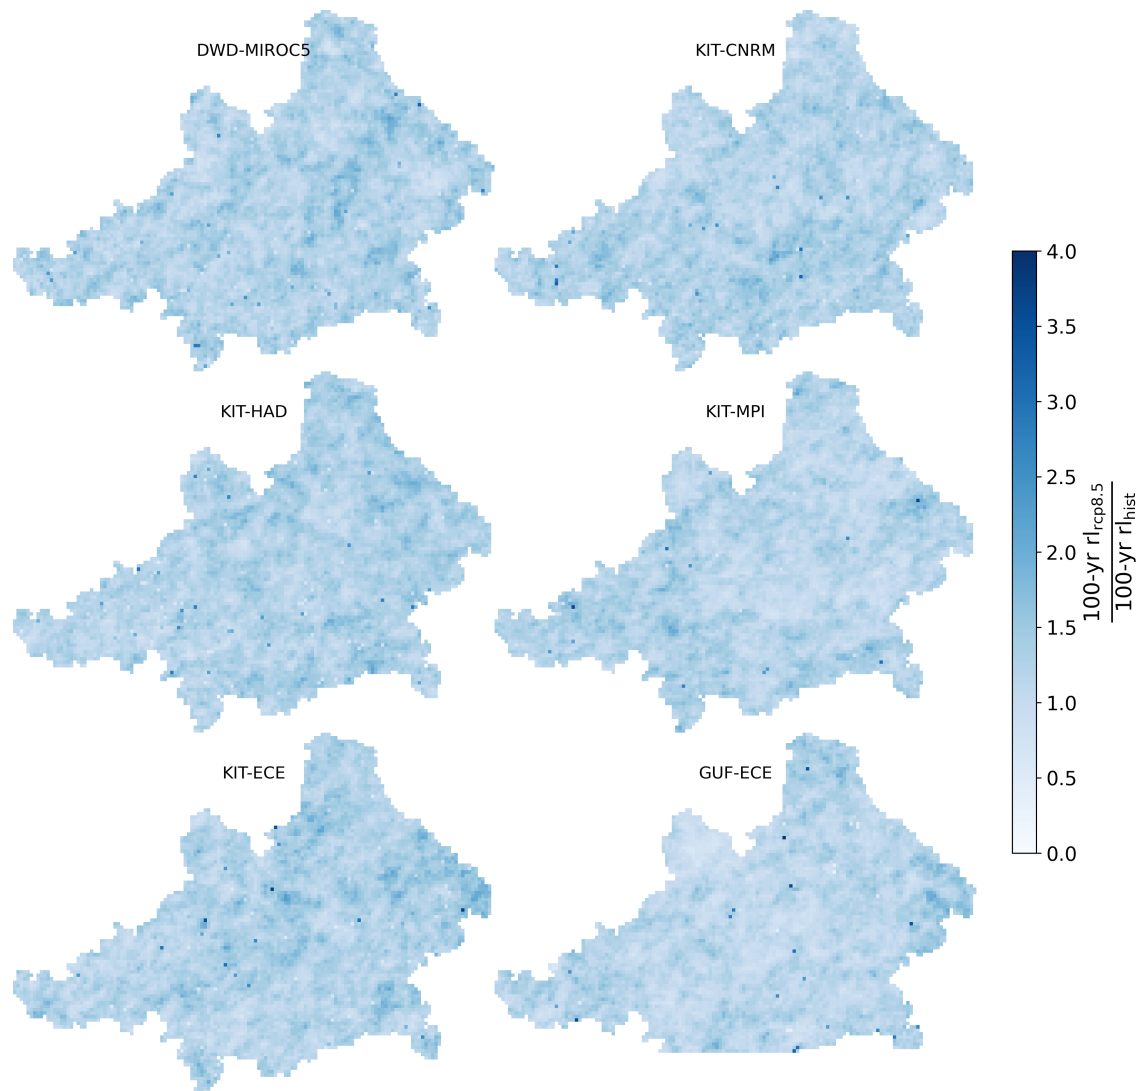 DWD-MIROC5
KIT-CNRM
KIT-HAD
KIT-MPI
KIT-ECE
GUF-ECE
4.0
3.5
3.0
2.5
2.0
1.5
1.0
0.5
0.0
100-yr rl_rcp8.5
100-yr rl_hist